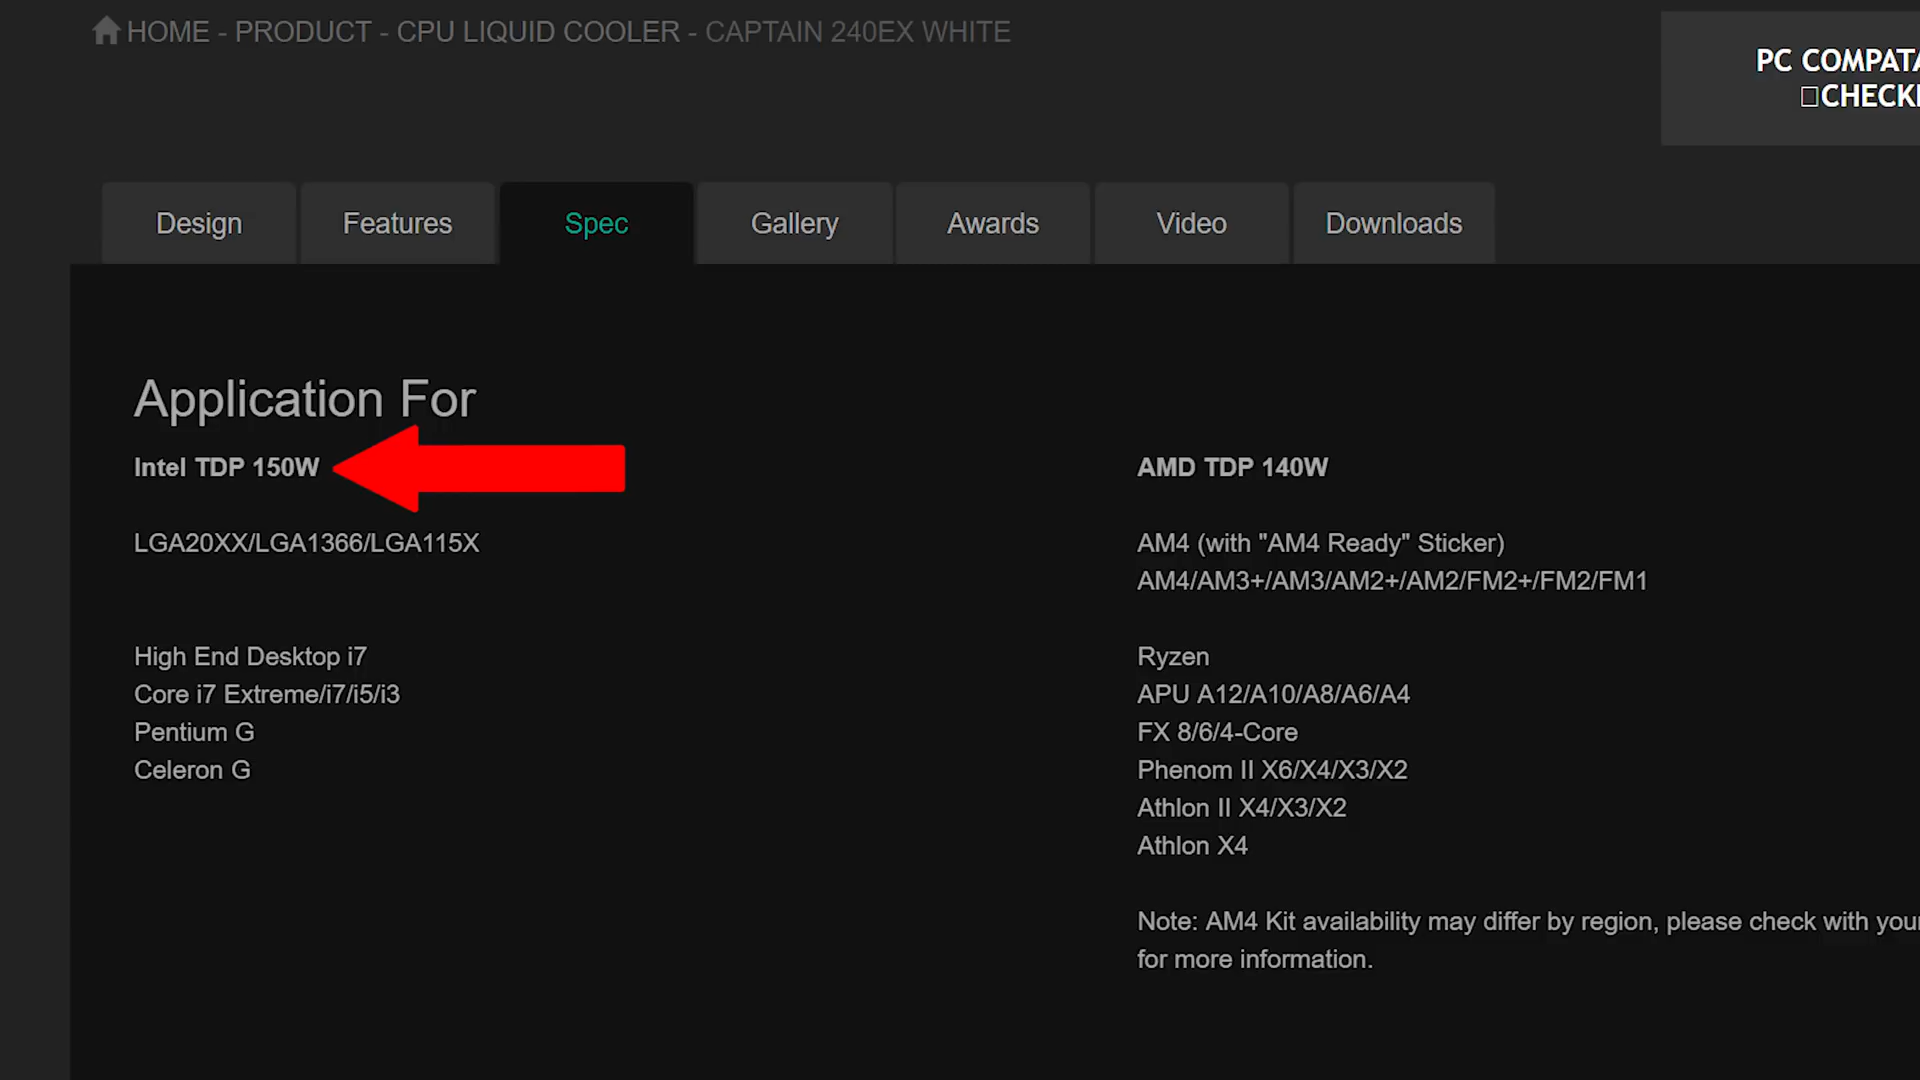 HOME - PRODUCT - CPU LIQUID COOLER - CAPTAIN 240EX WHITE
PC COMPATA
CHECK
Design
Features
Spec
Gallery
Awards
Video
Downloads
Application For
Intel TDP 150W
LGA20XX/LGA1366/LGA115X
High End Desktop i7
Core i7 Extreme/i7/i5/i3
Pentium G
Celeron G
AMD TDP 140W
AM4 (with "AM4 Ready" Sticker)
AM4/AM3+/AM3/AM2+/AM2/FM2+/FM2/FM1
Ryzen
APU A12/A10/A8/A6/A4
FX 8/6/4-Core
Phenom II X6/X4/X3/X2
Athlon II X4/X3/X2
Athlon X4
Note: AM4 Kit availability may differ by region, please check with your
for more information.